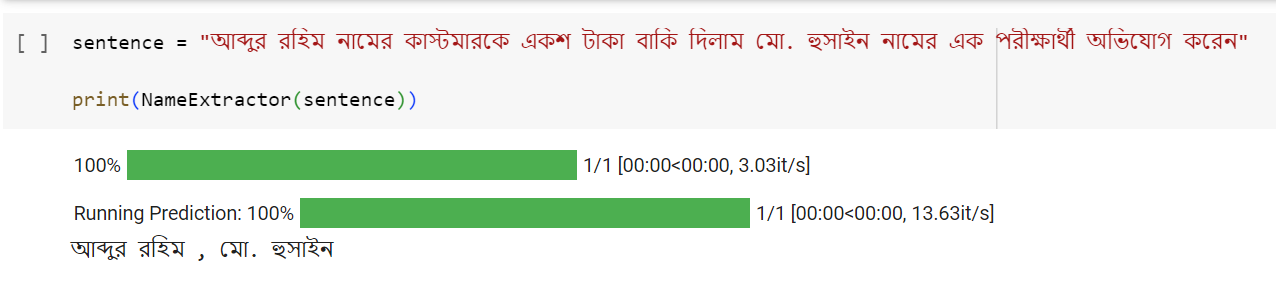 [ ] sentence = "আব্দুর রহিম নামের কাস্টমারকে একশ টাকা বাকি দিলাম মো. হুসাইন নামের এক পরীক্ষার্থী অভিযোগ করেন"
print(NameExtractor(sentence))
100% 1/1 [00:00<00:00, 3.03it/s]
Running Prediction: 100% 1/1 [00:00<00:00, 13.63it/s]
আব্দুর রহিম , মো. হুসাইন